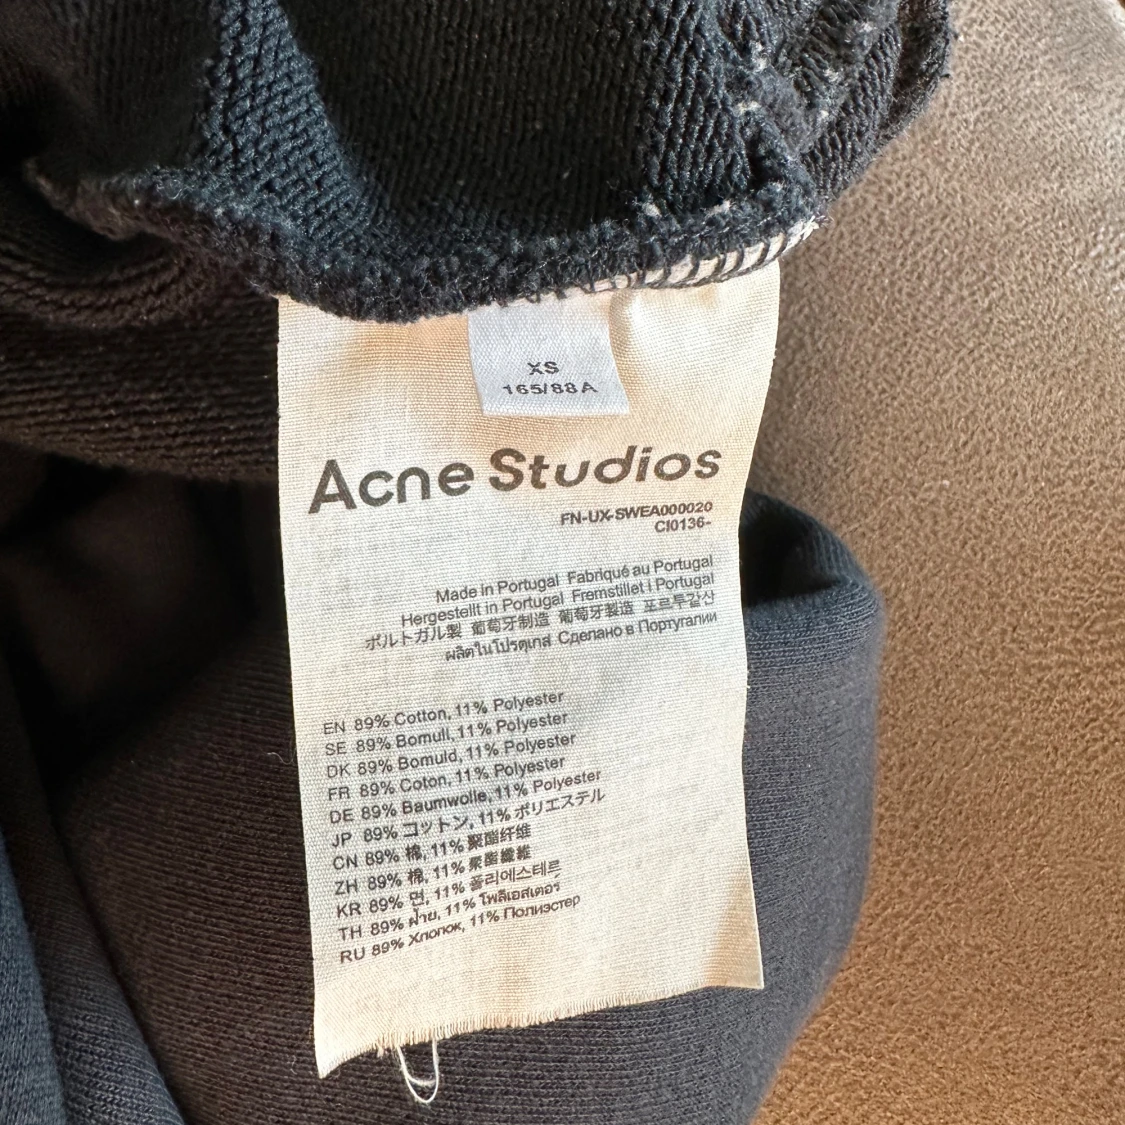 XS
165/88A
Acne Studios
FN-UX-SWEA000020
CI0136-
Made in Portugal Fabriqué au Portugal
Hergestellt in Portugal Fremstillet i Portugal
ポルトガル製 葡萄牙制造 葡萄牙製造 포르투갈산
ผลิตในโปรตุเกส Сделано в Португалии
EN 89% Cotton, 11% Polyester
SE 89% Bomull, 11% Polyester
DK 89% Bomuld, 11% Polyester
FR 89% Coton, 11% Polyester
DE 89% Baumwolle, 11% Polyester
JP 89% コットン, 11% ポリエステル
CN 89% 棉, 11% 聚酯纤维
ZH 89% 棉, 11% 聚酯纖維
KR 89% 면, 11% 폴리에스테르
TH 89% ฝ้าย, 11% โพลีเอสเตอร์
RU 89% Хлопок, 11% Полиэстер